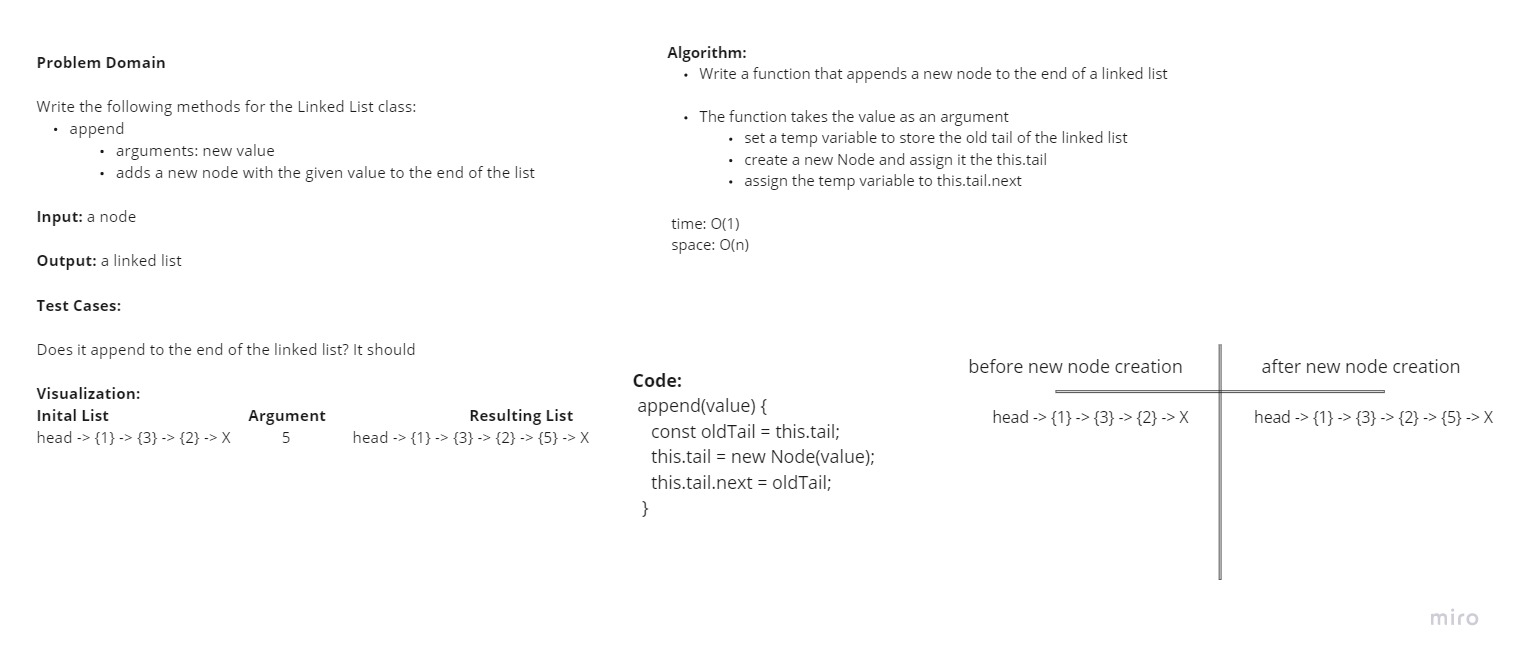 Problem Domain
Write the following methods for the Linked List class:
• append
• arguments: new value
• adds a new node with the given value to the end of the list
Input: a node
Output: a linked list
Test Cases:
Does it append to the end of the linked list? It should
Visualization:
Inital List Argument Resulting List
head -> {1} -> {3} -> {2} -> X 5 head -> {1} -> {3} -> {2} -> {5} -> X
Algorithm:
• Write a function that appends a new node to the end of a linked list
• The function takes the value as an argument
• set a temp variable to store the old tail of the linked list
• create a new Node and assign it the this.tail
• assign the temp variable to this.tail.next
time: O(1)
space: O(n)
Code:
append(value) {
const oldTail = this.tail;
this.tail = new Node(value);
this.tail.next = oldTail;
}
before new node creation after new node creation
head -> {1} -> {3} -> {2} -> X head -> {1} -> {3} -> {2} -> {5} -> X
miro